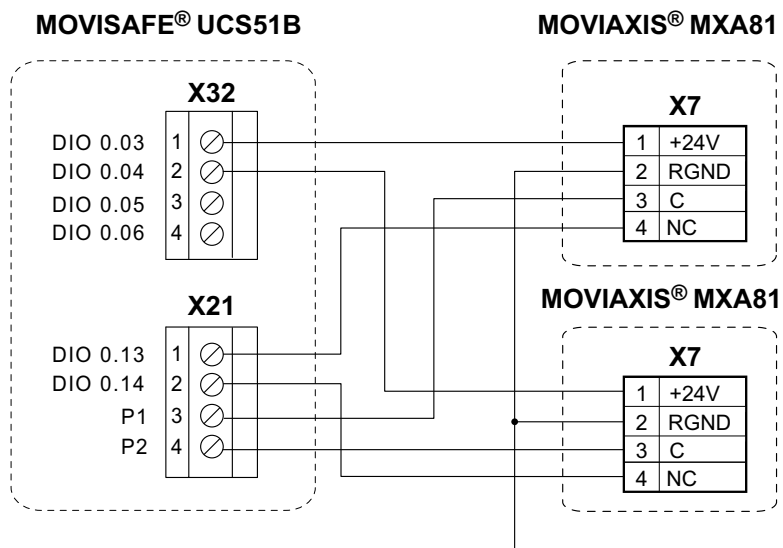 MOVISAFE® UCS51B
MOVIAXIS® MXA81
X32
DIO 0.03 1
DIO 0.04 2
DIO 0.05 3
DIO 0.06 4
X7
1 +24V
2 RGND
3 C
4 NC
X21
DIO 0.13 1
DIO 0.14 2
P1 3
P2 4
MOVIAXIS® MXA81
X7
1 +24V
2 RGND
3 C
4 NC